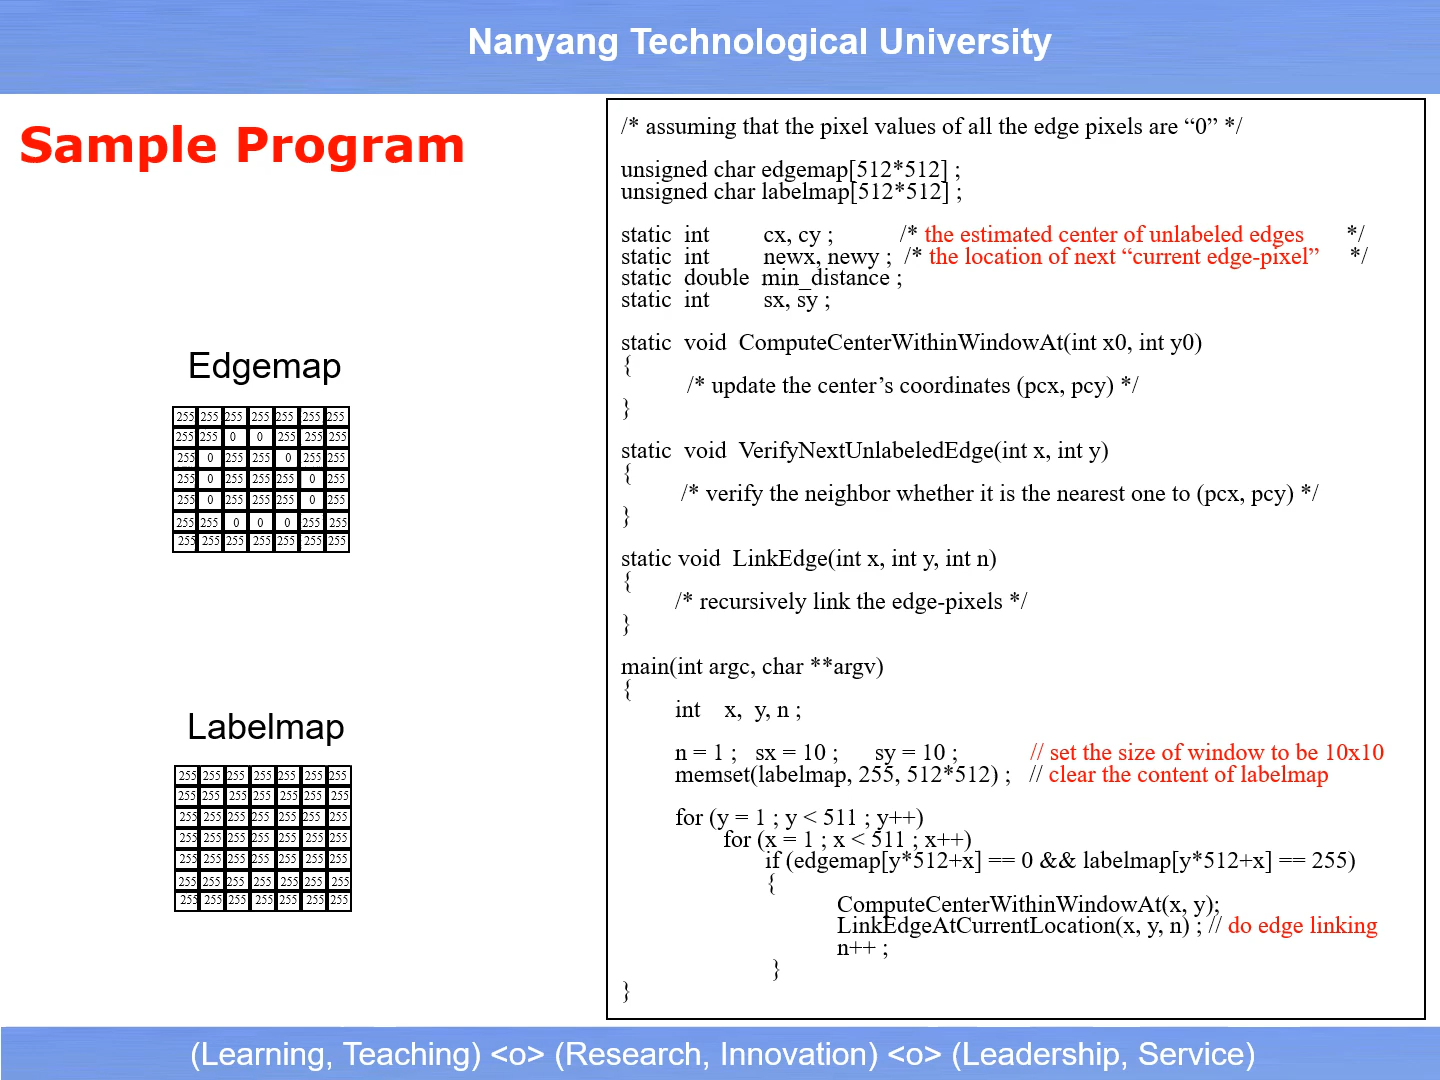 Nanyang Technological University
Sample Program
Edgemap
255 255 255 255 255 255 255
255 255 0 0 255 255 255
255 0 255 255 0 255 255
255 0 255 255 255 0 255
255 0 255 255 255 0 255
255 255 0 0 0 255 255
255 255 255 255 255 255 255
Labelmap
255 255 255 255 255 255 255
255 255 255 255 255 255 255
255 255 255 255 255 255 255
255 255 255 255 255 255 255
255 255 255 255 255 255 255
255 255 255 255 255 255 255
255 255 255 255 255 255 255
/* assuming that the pixel values of all the edge pixels are “0” */
unsigned char edgemap[512*512] ;
unsigned char labelmap[512*512] ;
static int cx, cy ; /* the estimated center of unlabeled edges */
static int newx, newy ; /* the location of next “current edge-pixel” */
static double min_distance ;
static int sx, sy ;
static void ComputeCenterWithinWindowAt(int x0, int y0)
{
/* update the center’s coordinates (pcx, pcy) */
}
static void VerifyNextUnlabeledEdge(int x, int y)
{
/* verify the neighbor whether it is the nearest one to (pcx, pcy) */
}
static void LinkEdge(int x, int y, int n)
{
/* recursively link the edge-pixels */
}
main(int argc, char **argv)
{
int x, y, n ;
n = 1 ; sx = 10 ; sy = 10 ; // set the size of window to be 10x10
memset(labelmap, 255, 512*512) ; // clear the content of labelmap
for (y = 1 ; y < 511 ; y++)
for (x = 1 ; x < 511 ; x++)
if (edgemap[y*512+x] == 0 && labelmap[y*512+x] == 255)
{
ComputeCenterWithinWindowAt(x, y);
LinkEdgeAtCurrentLocation(x, y, n) ; // do edge linking
n++ ;
}
}
(Learning, Teaching) <o> (Research, Innovation) <o> (Leadership, Service)